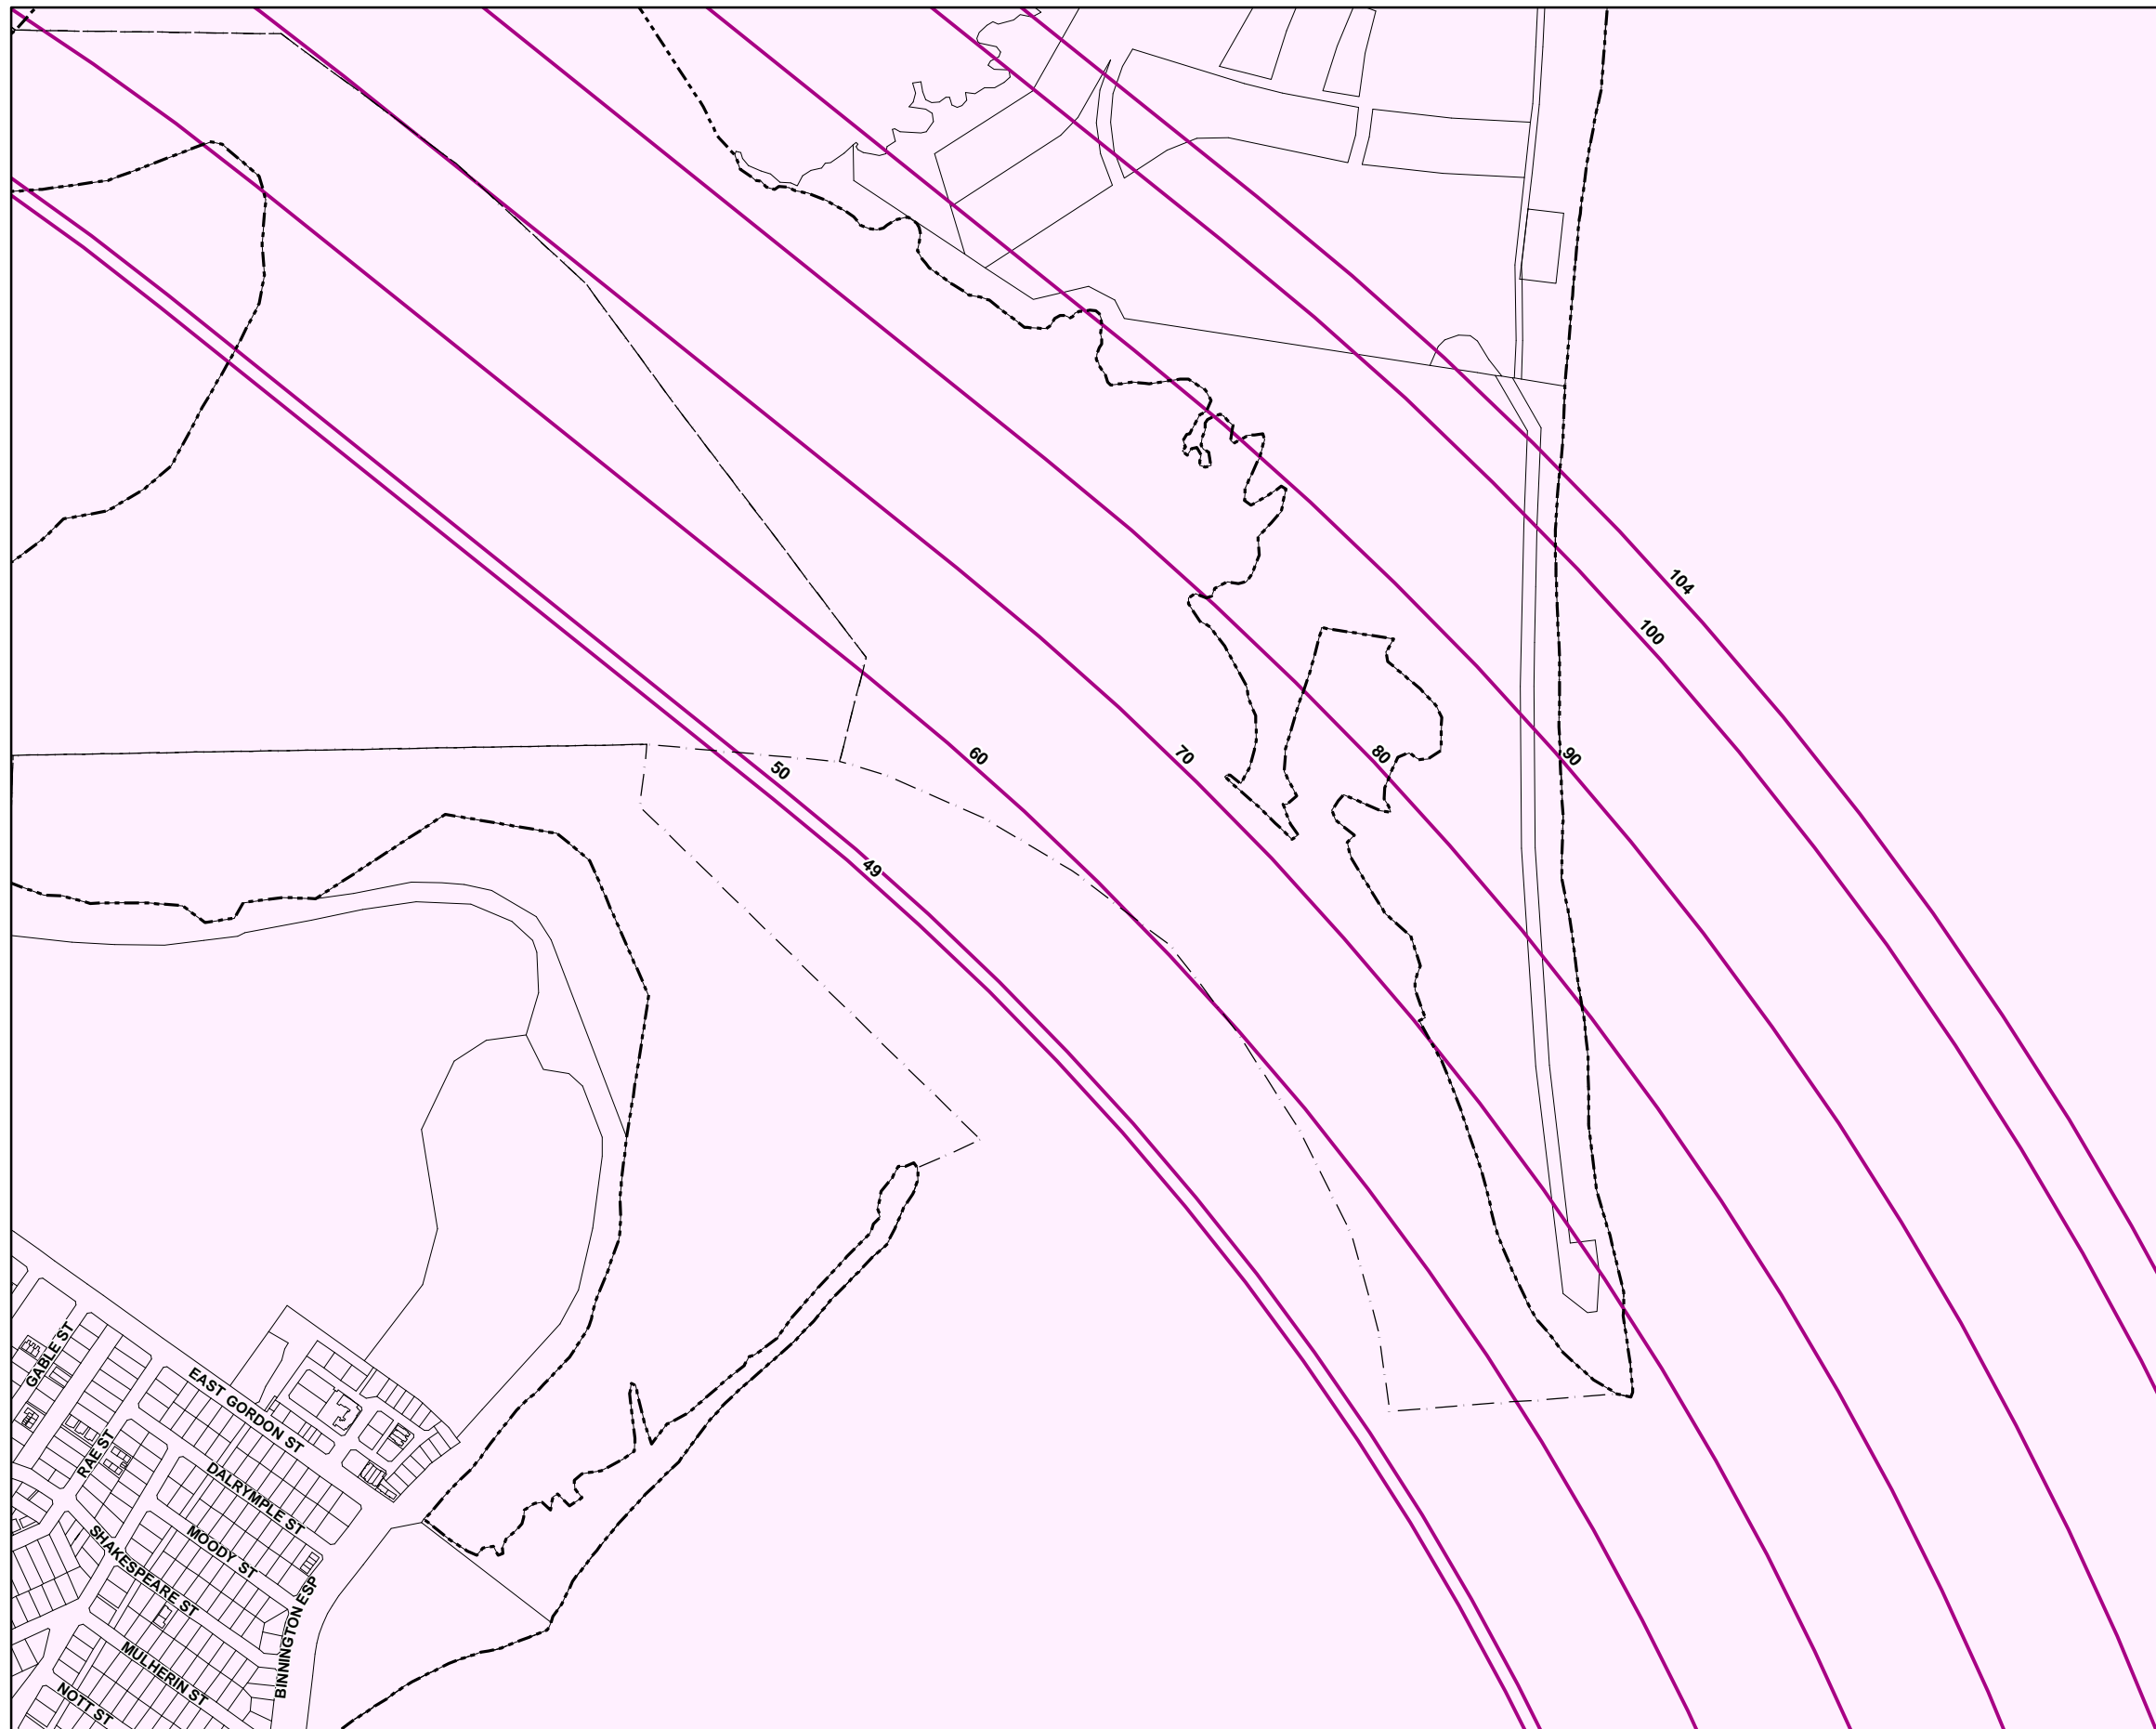 104
100
90
80
70
60
50
49
GABLE ST
EAST GORDON ST
RAE ST
DALRYMPLE ST
MOODY ST
SHAKESPEARE ST
BINNINGTON ESP
MULHERIN ST
NOTT ST